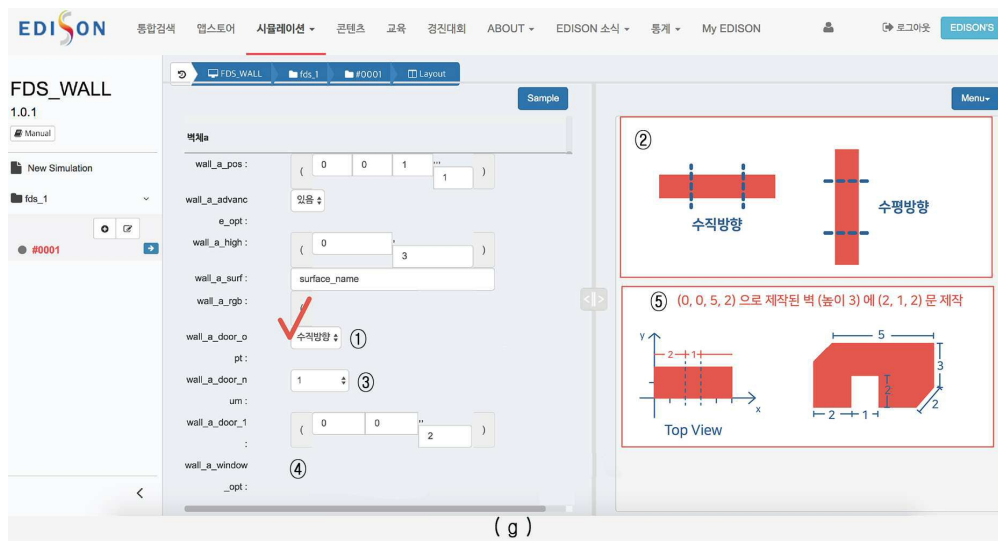 EDISON 통합검색 앱스토어 시뮬레이션 콘텐츠 교육 경진대회 ABOUT EDISON 소식 통계 My EDISON 로그아웃 EDISON'S
FDS_WALL
1.0.1
Manual
New Simulation
fds_1
#0001
FDS_WALL fds_1 #0001 Layout
Sample
벽체a
wall_a_pos : ( 0 0 1 ,,, 1 )
wall_a_advanc
e_opt :
있음
wall_a_high : ( 0 , 3 )
wall_a_surf : surface_name
wall_a_rgb : (
wall_a_door_o
pt :
수직방향 ①
wall_a_door_n
um :
1 ③
wall_a_door_1
:
( 0 0 ,, 2 )
wall_a_window
_opt :
④
Menu
②
수직방향
수평방향
⑤ (0, 0, 5, 2) 으로 제작된 벽 (높이 3) 에 (2, 1, 2) 문 제작
y
2 1
x
Top View
5
3
2
2
2 1
( g )